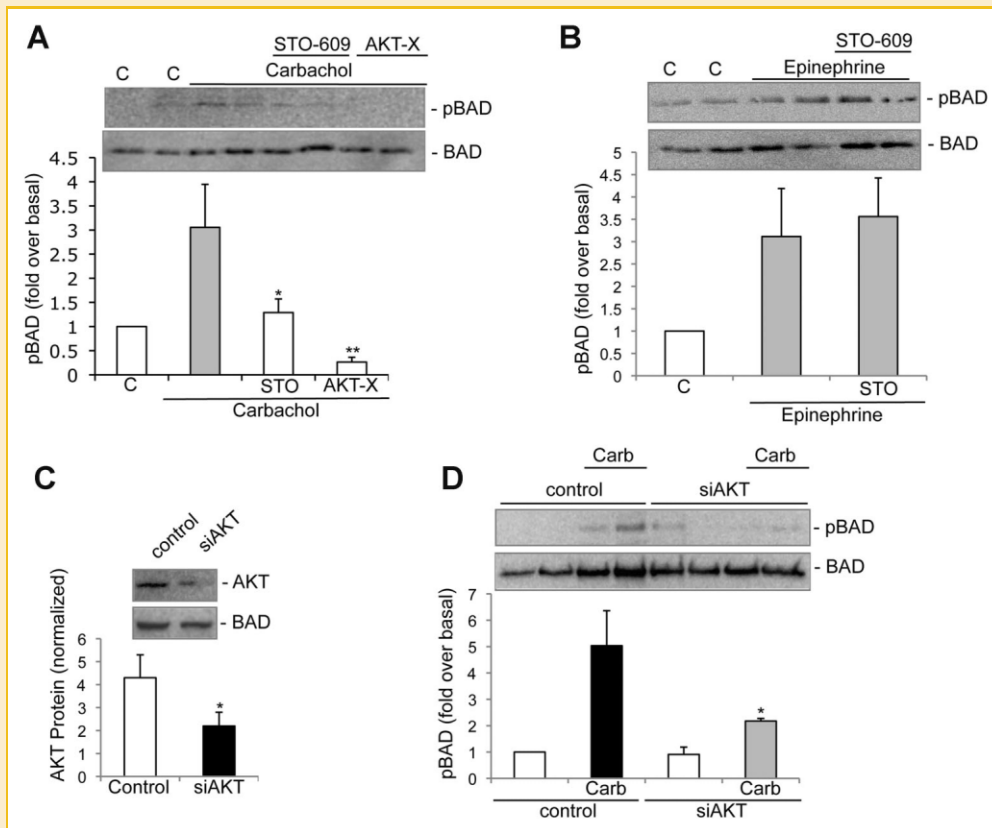 A
STO-609 AKT-X
C C Carbachol
- pBAD
- BAD
pBAD (fold over basal)
4.5
4
3.5
3
2.5
2
1.5
1
0.5
0
*
**
C STO AKT-X
Carbachol
B
STO-609
C C Epinephrine
- pBAD
- BAD
pBAD (fold over basal)
5
4.5
4
3.5
3
2.5
2
1.5
1
0.5
0
C STO
Epinephrine
C
control siAKT
- AKT
- BAD
AKT Protein (normalized)
6
5
4
3
2
1
0
*
Control siAKT
D
Carb Carb
control siAKT
- pBAD
- BAD
pBAD (fold over basal)
7
6
5
4
3
2
1
0
*
Carb Carb
control siAKT